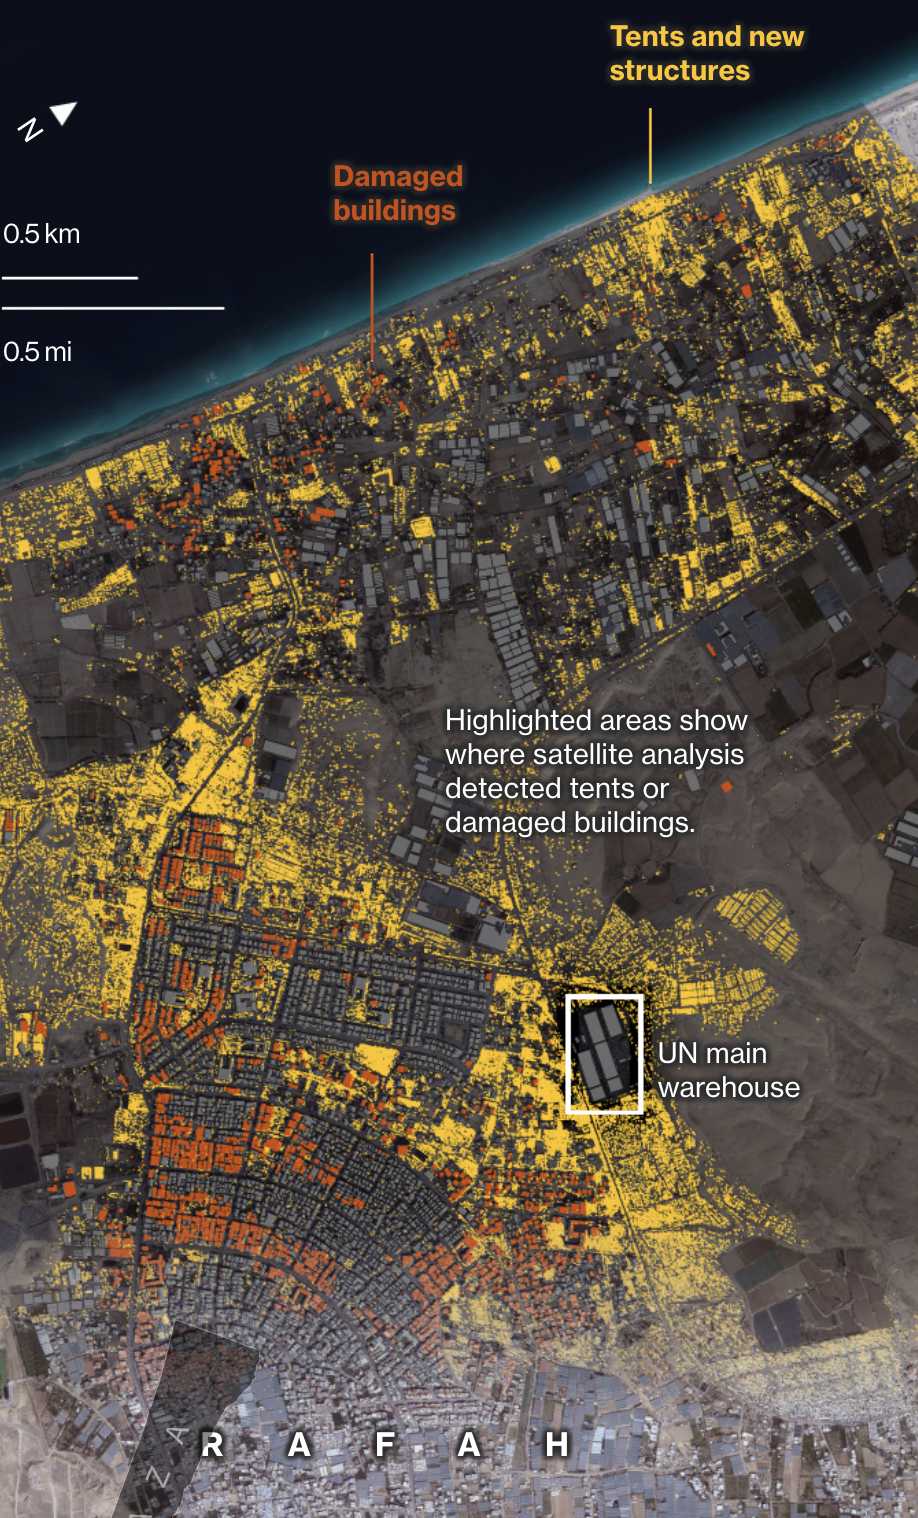 Tents and new
structures
N
Damaged
buildings
0.5 km
0.5 mi
Highlighted areas show
where satellite analysis
detected tents or
damaged buildings.
UN main
warehouse
RAFAH
ZA